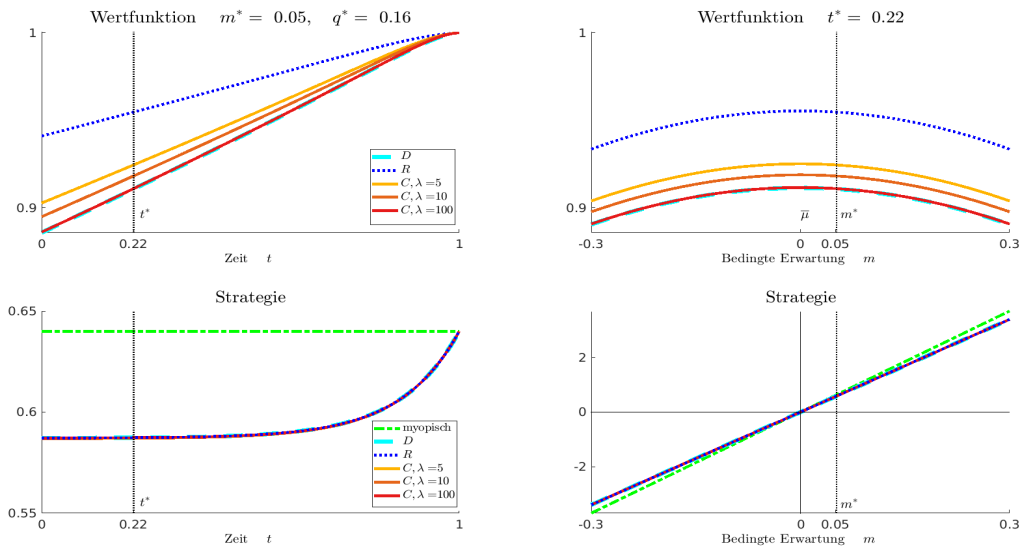 Wertfunktion m* = 0.05, q* = 0.16
1
0.9
0
0.22
1
t*
Zeit t
D
R
C, λ =5
C, λ =10
C, λ =100
Wertfunktion t* = 0.22
1
0.9
-0.3
0
0.05
0.3
μ̅
m*
Bedingte Erwartung m
Strategie
0.65
0.6
0.55
0
0.22
1
t*
Zeit t
myopisch
D
R
C, λ =5
C, λ =10
C, λ =100
Strategie
2
0
-2
-0.3
0
0.05
0.3
m*
Bedingte Erwartung m